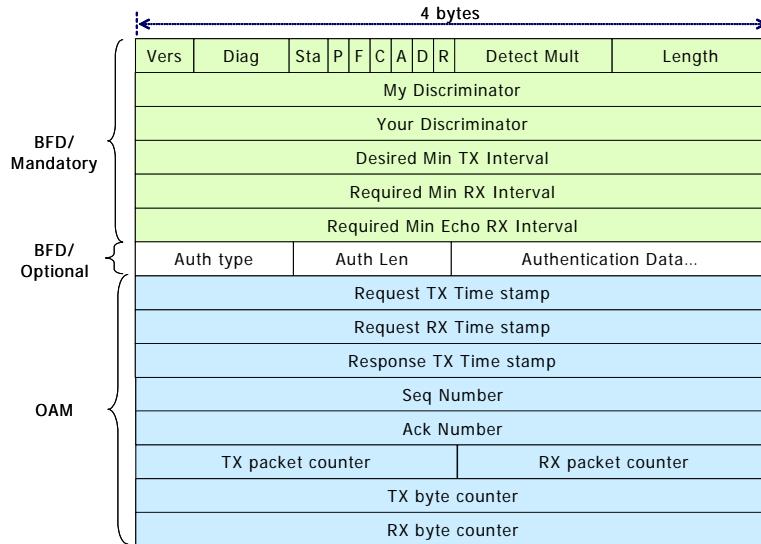 4 bytes
Vers Diag Sta P F C A D R Detect Mult Length
My Discriminator
Your Discriminator
BFD/
Mandatory
Desired Min TX Interval
Required Min RX Interval
Required Min Echo RX Interval
BFD/
Optional
Auth type Auth Len Authentication Data...
Request TX Time stamp
Request RX Time stamp
Response TX Time stamp
OAM
Seq Number
Ack Number
TX packet counter RX packet counter
TX byte counter
RX byte counter